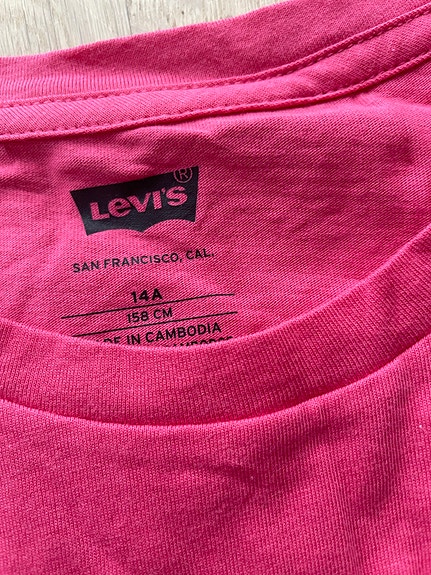 LEVI'S®
SAN FRANCISCO, CAL.
14A
158 CM
IN CAMBODIA